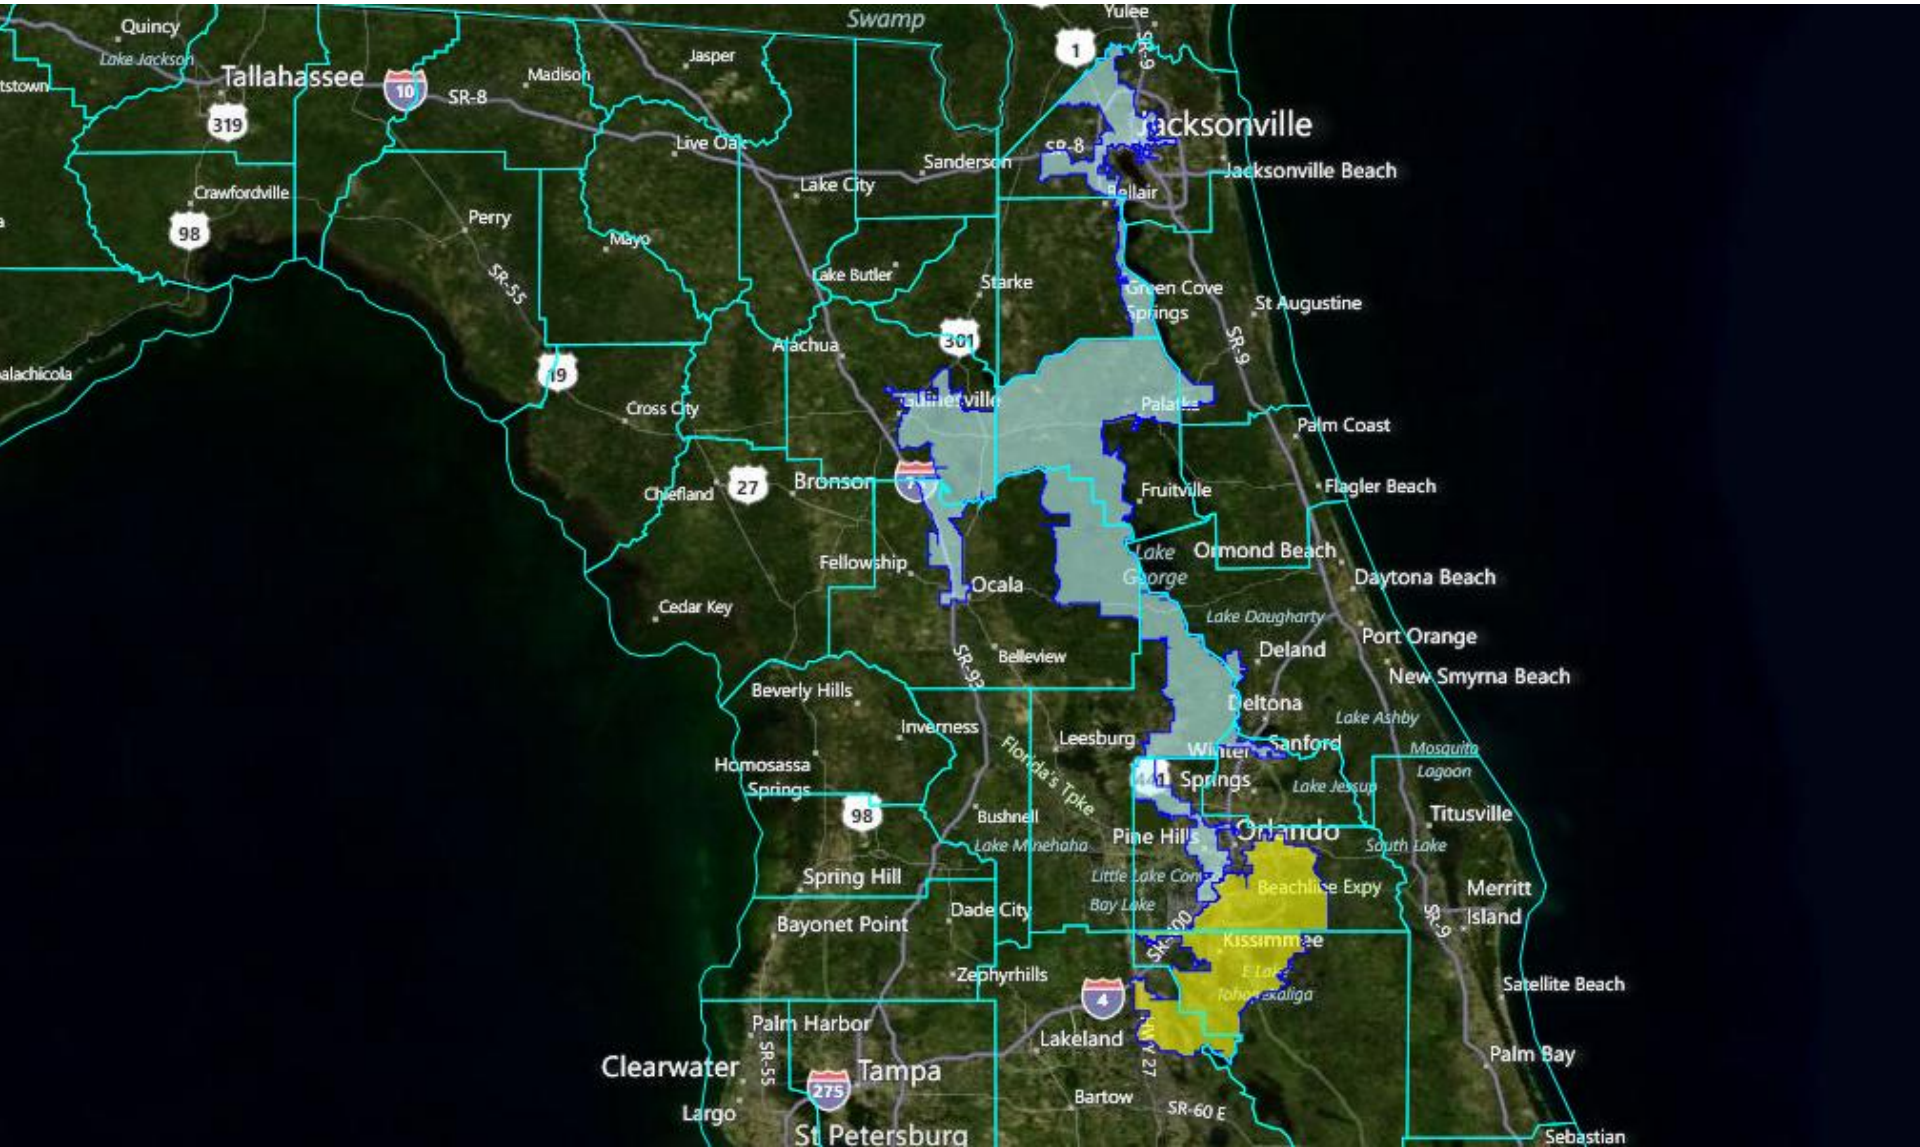 Swamp
Yulee
Quincy
1
SR-9
Lake Jackson
Jasper
Tallahassee
Madison
tstown
10
SR-8
319
Jacksonville
Live Oak
SR-8
Sanderson
Jacksonville Beach
Lake City
Crawfordville
Bellair
Perry
98
Mayo
Lake Butler
SR-55
Starke
Green Cove
Springs
St Augustine
301
Alachua
SR-9
19
alachicola
Gainesville
Palatka
Cross City
Palm Coast
Bronson
Chiefland
27
Fruitville
Flagler Beach
Lake
George
Ormond Beach
Fellowship
Daytona Beach
Ocala
Cedar Key
Lake Daugharty
Port Orange
Deland
Belleview
SR-93
New Smyrna Beach
Beverly Hills
Deltona
Lake Ashby
Inverness
Leesburg
Florida's Tpke
Winter
Springs
Sanford
Mosquito
Lagoon
Homosassa
Springs
441
Lake Jessup
98
Bushnell
Titusville
Pine Hills
Orlando
Lake Minehaha
South Lake
Spring Hill
Little Lake Con
Beachline Expy
Merritt
Island
Bay Lake
Dade City
Bayonet Point
SR-9
Kissimmee
Zephyrhills
E Lake
Tohopekaliga
Satellite Beach
4
Palm Harbor
HWY 27
Lakeland
Palm Bay
SR-55
Clearwater
Tampa
275
Bartow
Largo
SR-60 E
St Petersburg
Sebastian